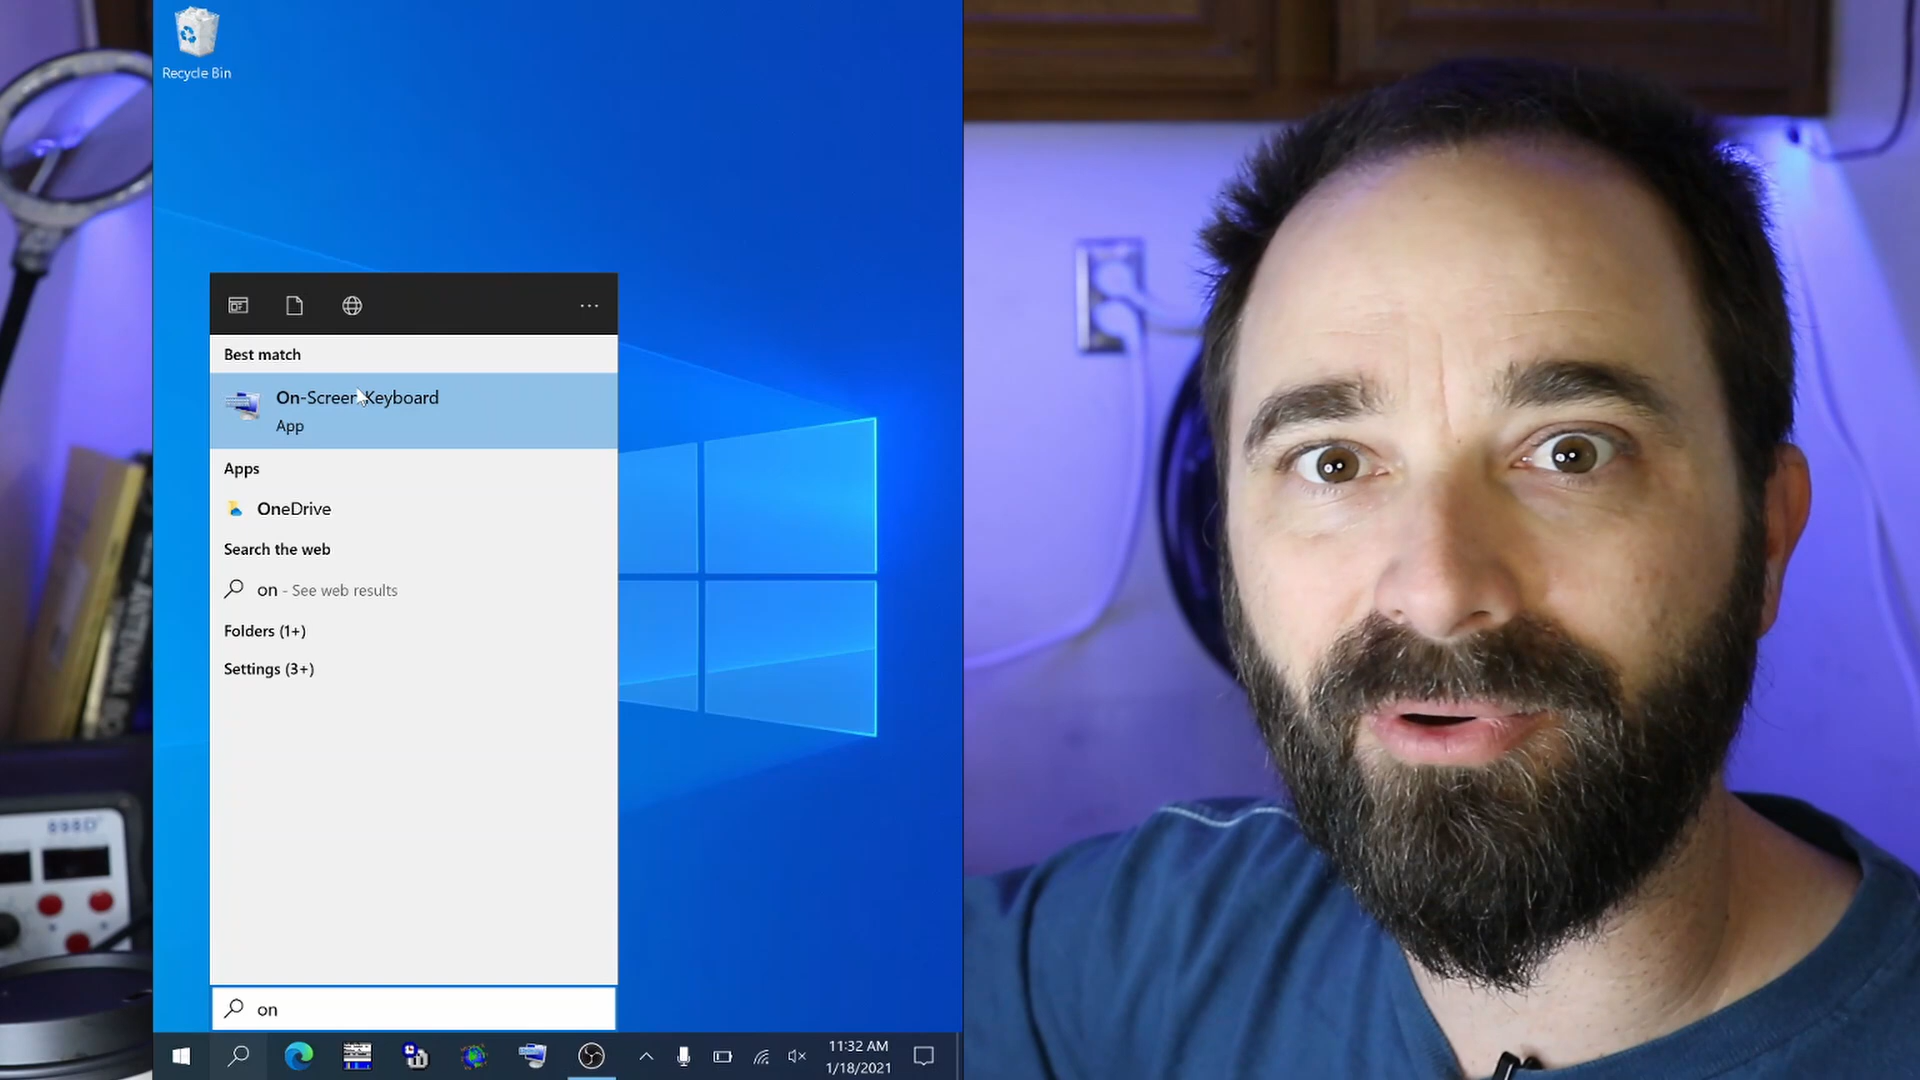 Recycle Bin
Best match
On-Screen Keyboard
App
Apps
OneDrive
Search the web
on - See web results
Folders (1+)
Settings (3+)
on
11:32 AM
1/18/2021
898D